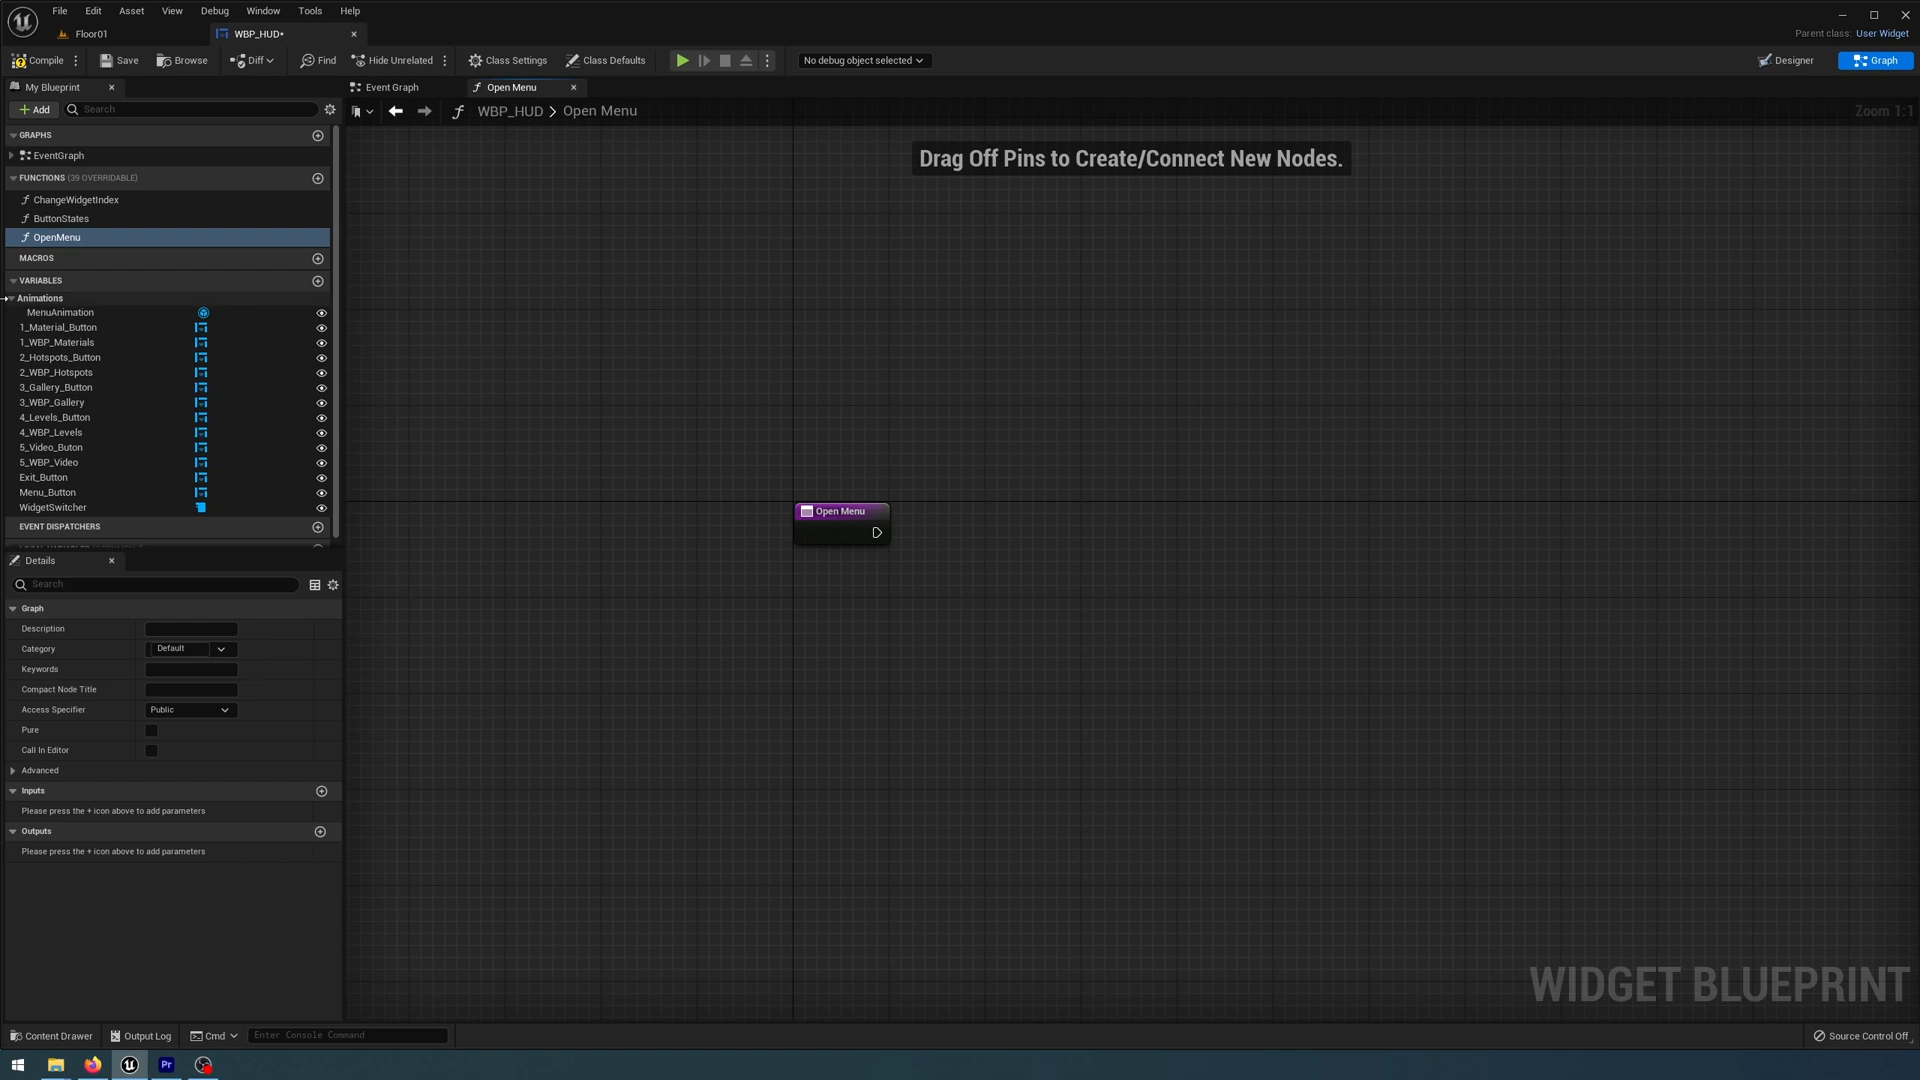 File Edit Asset View Debug Window Tools Help
Floor01
WBP_HUD*
Parent class: User Widget
Compile Save Browse Diff Find Hide Unrelated Class Settings Class Defaults No debug object selected Designer Graph
My Blueprint Event Graph Open Menu
Add Search WBP_HUD > Open Menu Zoom 1:1
GRAPHS
EventGraph
FUNCTIONS (39 OVERRIDABLE)
ChangeWidgetIndex
ButtonStates
OpenMenu
MACROS
VARIABLES
Animations
MenuAnimation
1_Material_Button
1_WBP_Materials
2_Hotspots_Button
2_WBP_Hotspots
3_Gallery_Button
3_WBP_Gallery
4_Levels_Button
4_WBP_Levels
5_Video_Buton
5_WBP_Video
Exit_Button
Menu_Button
WidgetSwitcher
EVENT DISPATCHERS
Drag Off Pins to Create/Connect New Nodes.
Open Menu
Details
Search
Graph
Description
Category Default
Keywords
Compact Node Title
Access Specifier Public
Pure
Call In Editor
Advanced
Inputs
Please press the + icon above to add parameters
Outputs
Please press the + icon above to add parameters
WIDGET BLUEPRINT
Content Drawer Output Log Cmd Enter Console Command Source Control Off
Pr